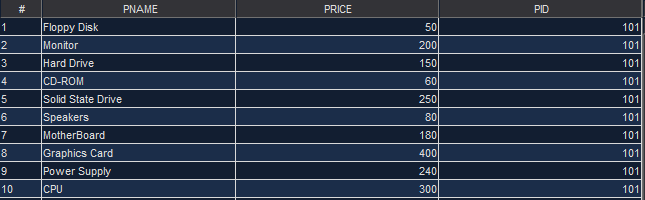 # PNAME PRICE PID
1 Floppy Disk 50 101
2 Monitor 200 101
3 Hard Drive 150 101
4 CD-ROM 60 101
5 Solid State Drive 250 101
6 Speakers 80 101
7 MotherBoard 180 101
8 Graphics Card 400 101
9 Power Supply 240 101
10 CPU 300 101